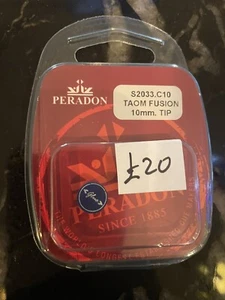 PERADON
S2033.C10
TAOM FUSION
10mm. TIP
£20
PERADON
SINCE 1885